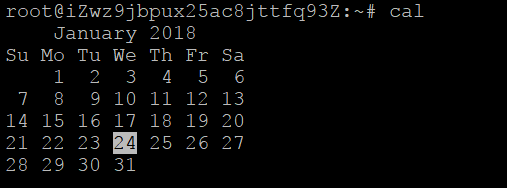 root@iZwz9jbpux25ac8jttfq93Z:~# cal
    January 2018
Su Mo Tu We Th Fr Sa
    1  2  3  4  5  6
 7  8  9 10 11 12 13
14 15 16 17 18 19 20
21 22 23 24 25 26 27
28 29 30 31